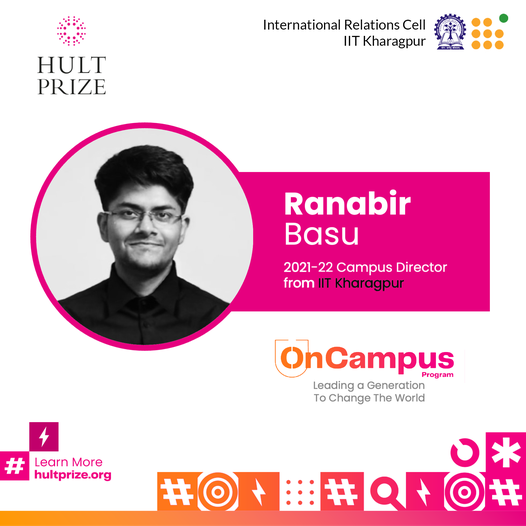 International Relations Cell
IIT Kharagpur
HULT
PRIZE
Ranabir
Basu
2021-22 Campus Director
from IIT Kharagpur
OnCampus
Program
Leading a Generation
To Change The World
# Learn More
hultprize.org
# #
# #